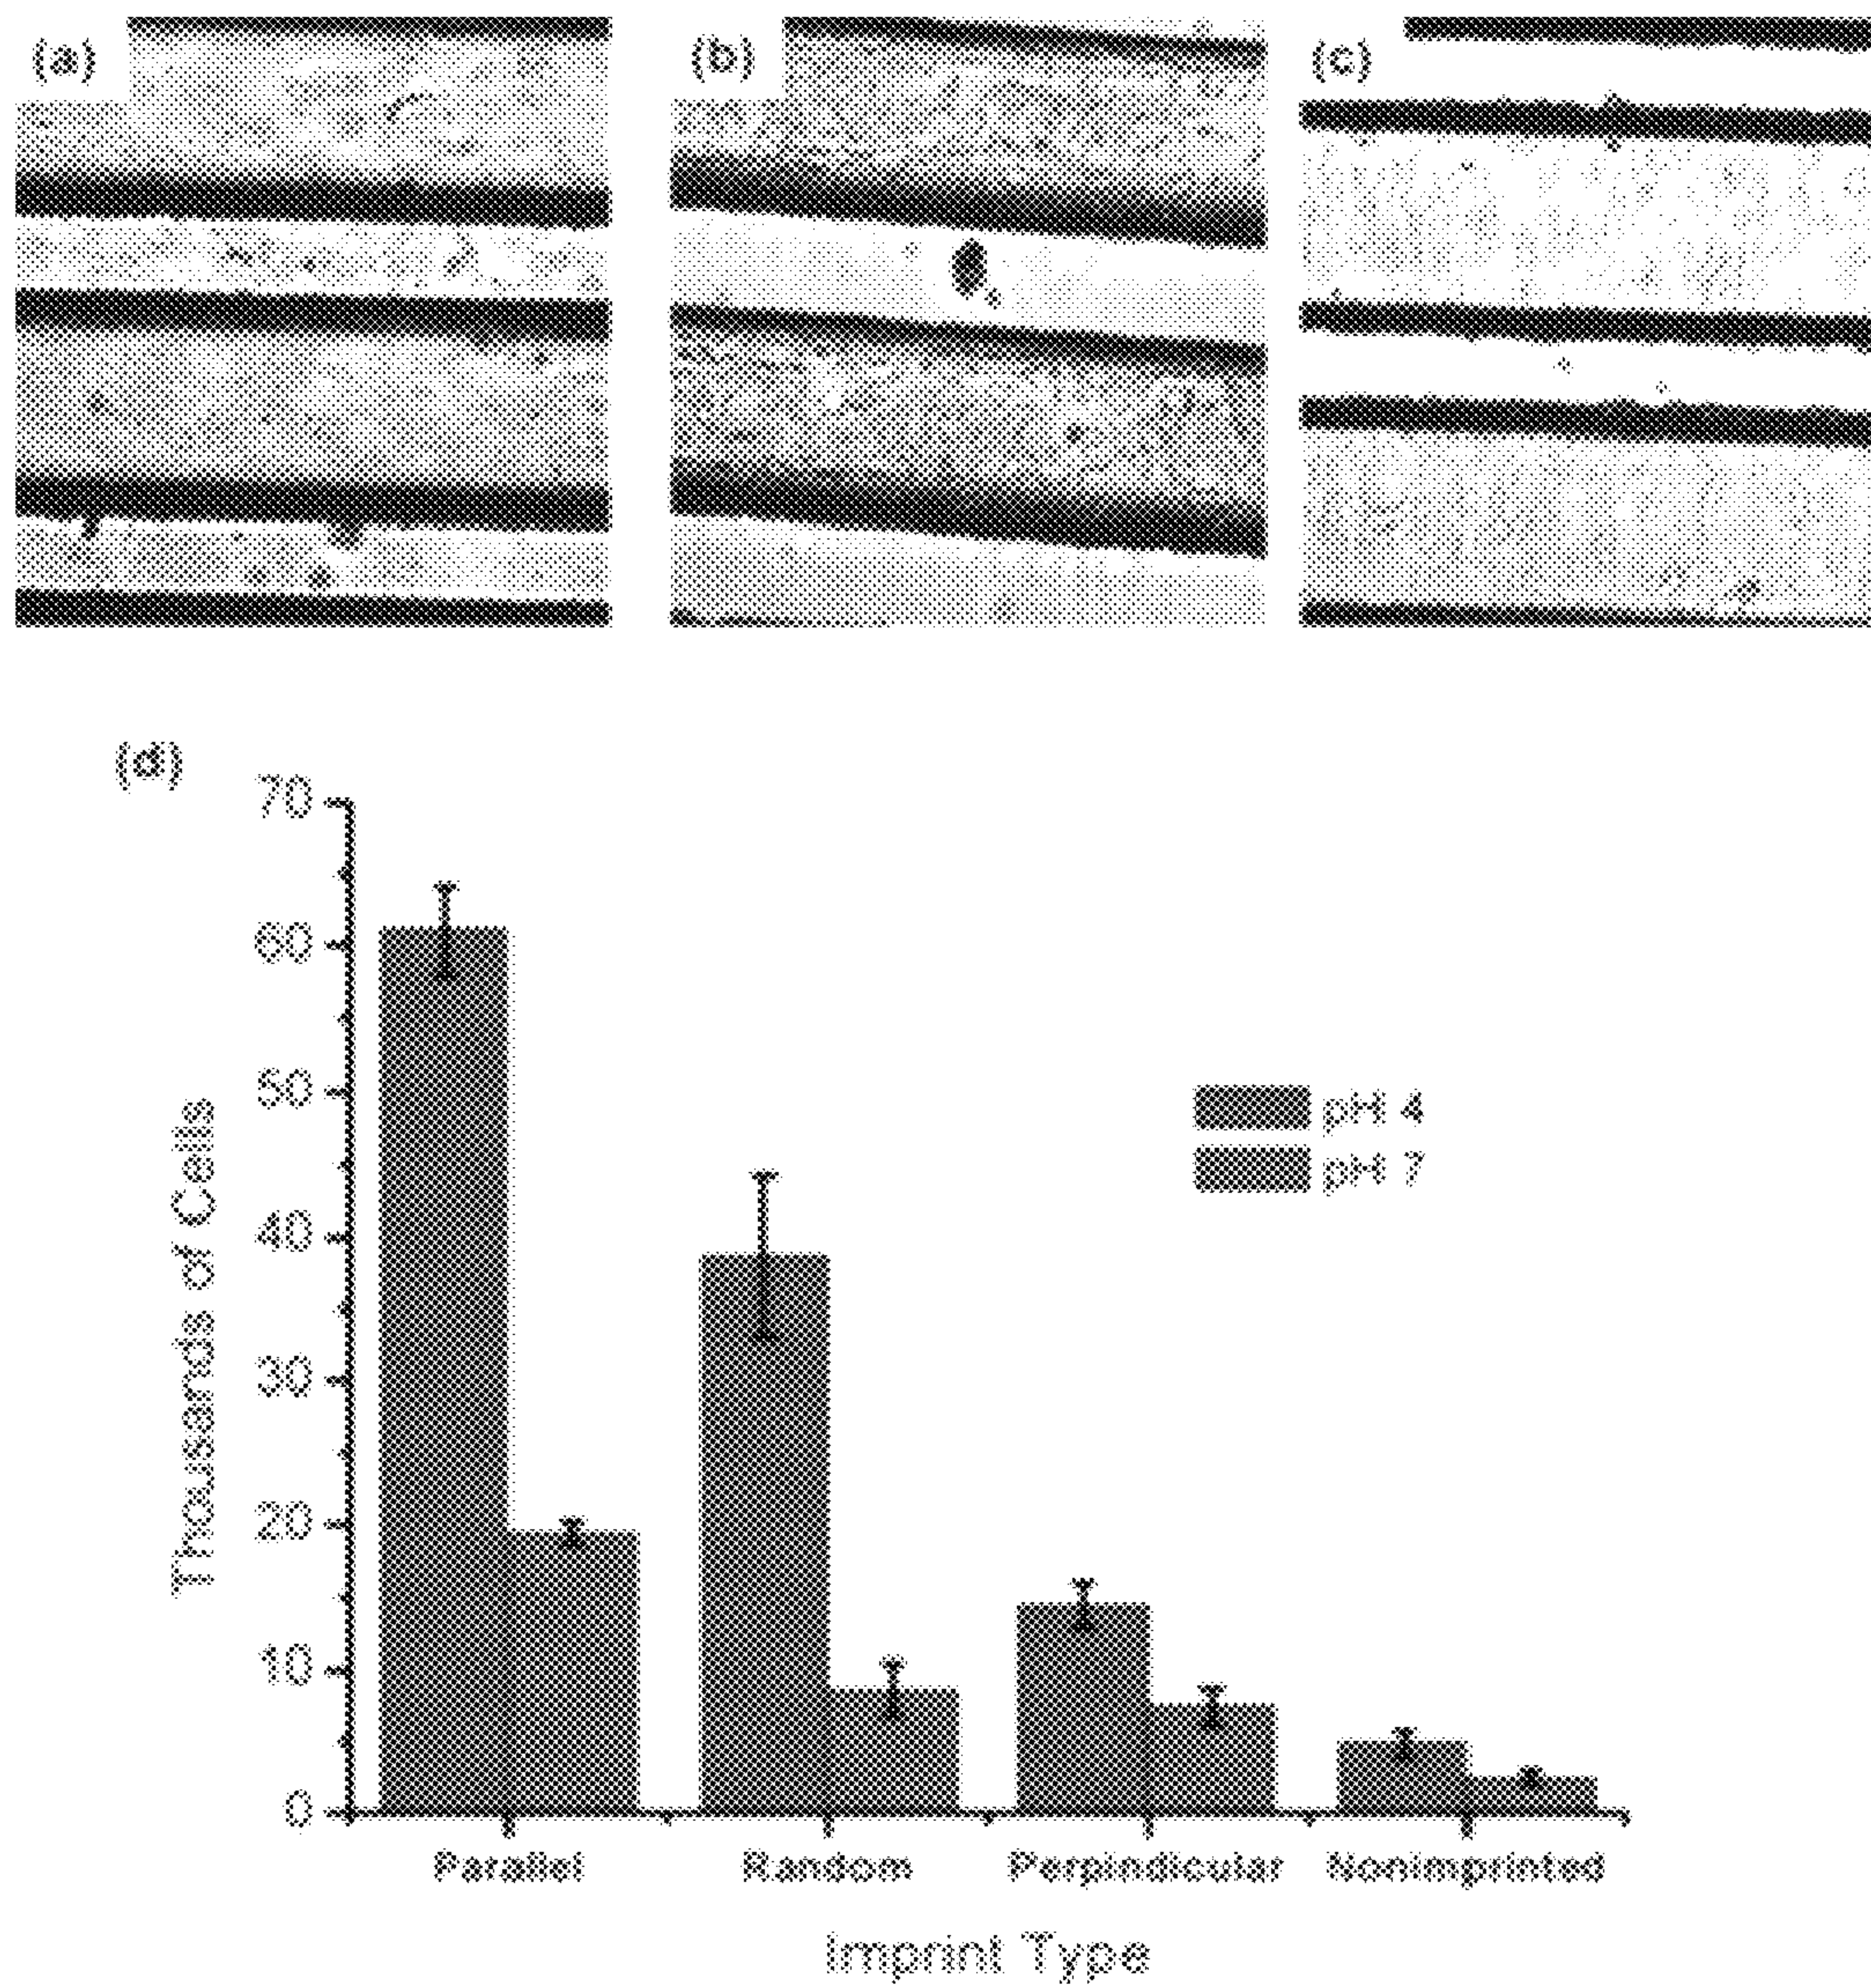 (a)
(b)
(c)
(d)
70
60
50
40
30
20
10
0
Thousands of Cells
pH 4
pH 7
Parallel
Random
Perpindicular
Nonimprinted
Imprint Type